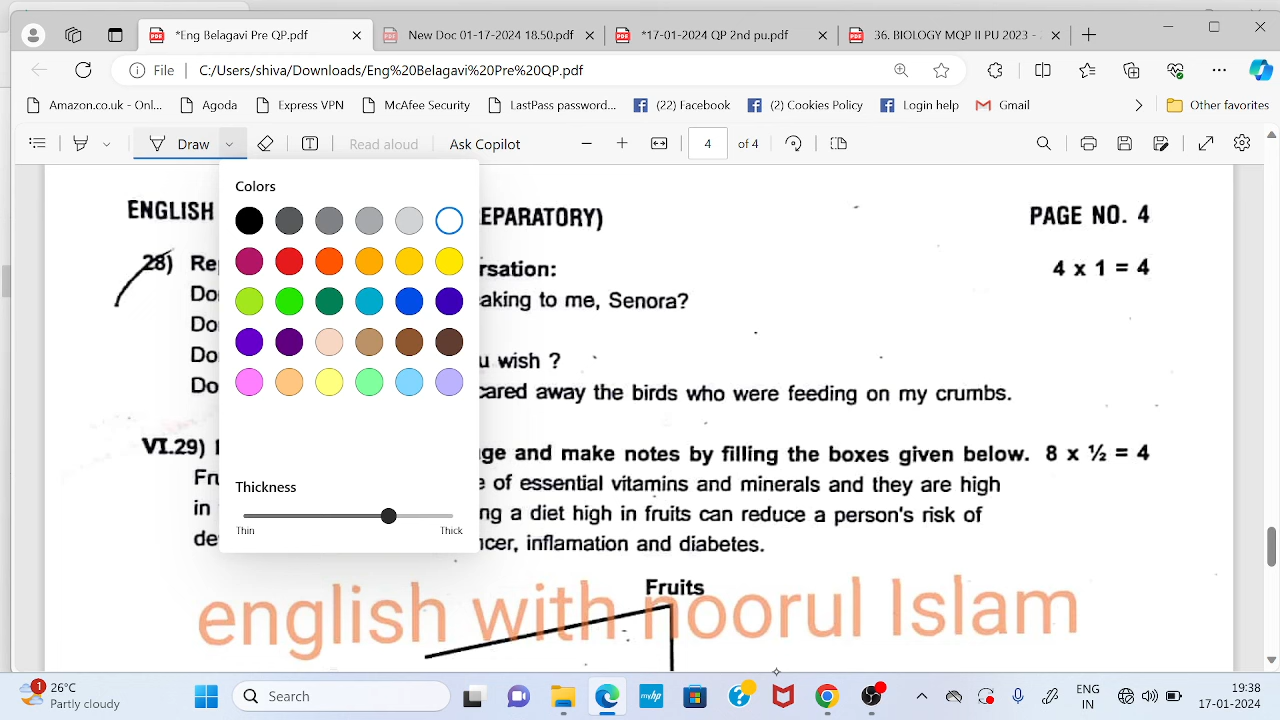 *Eng Belagavi Pre QP.pdf
New Doc 01-17-2024 18.50.pdf
*17-01-2024 QP 2nd pu.pdf
36 BIOLOGY MQP II PU 2023 -
File
C:/Users/shiva/Downloads/Eng%20Belagavi%20Pre%20QP.pdf
Amazon.co.uk - Onl...
Agoda
Express VPN
McAfee Security
LastPass password...
(22) Facebook
(2) Cookies Policy
Login help
Gmail
Other favorites
Draw
Read aloud
Ask Copilot
4
of 4
Colors
Thickness
Thin
Thick
ENGLISH
EPARATORY)
PAGE NO. 4
28) Re
rsation:
4 x 1 = 4
Do
aking to me, Senora?
Do
Do
u wish ?
Do
cared away the birds who were feeding on my crumbs.
VI.29)
ge and make notes by filling the boxes given below. 8 x ½ = 4
Fru
e of essential vitamins and minerals and they are high
in
ng a diet high in fruits can reduce a person's risk of
de
ncer, inflamation and diabetes.
Fruits
english with noorul Islam
1
26°C
Partly cloudy
Search
myhp
ENG
IN
19:38
17-01-2024